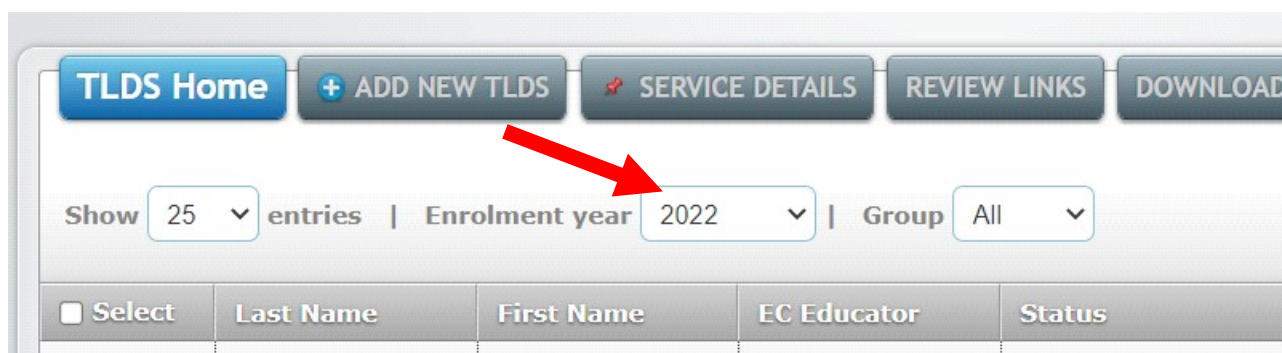 TLDS Home ADD NEW TLDS SERVICE DETAILS REVIEW LINKS DOWNLOAD
Show 25 entries | Enrolment year 2022 | Group All
Select Last Name First Name EC Educator Status